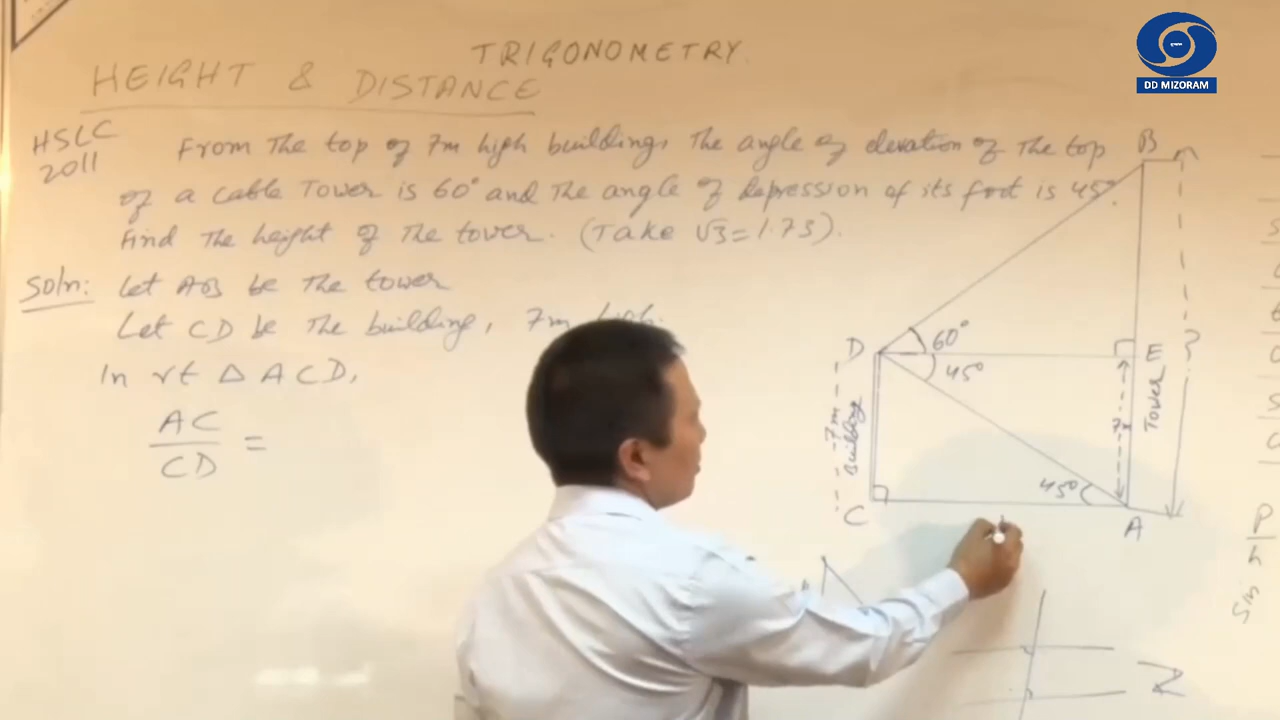 TRIGONOMETRY.
HEIGHT & DISTANCE
HSLC
2011
From The top of 7m high buildings, The angle of elevation of The top
of a cable Tower is 60° and The angle of depression of its foot is 45°.
Find The height of The tower. (Take √3=1.73).
Soln: Let AB be The tower
Let CD be The building, 7m high.
In rt Δ ACD,
AC
CD =
B
D 60° E
45°
7m
Building
7m
Tower
?
45°
C A
P
h
Sin
Z
DD MIZORAM